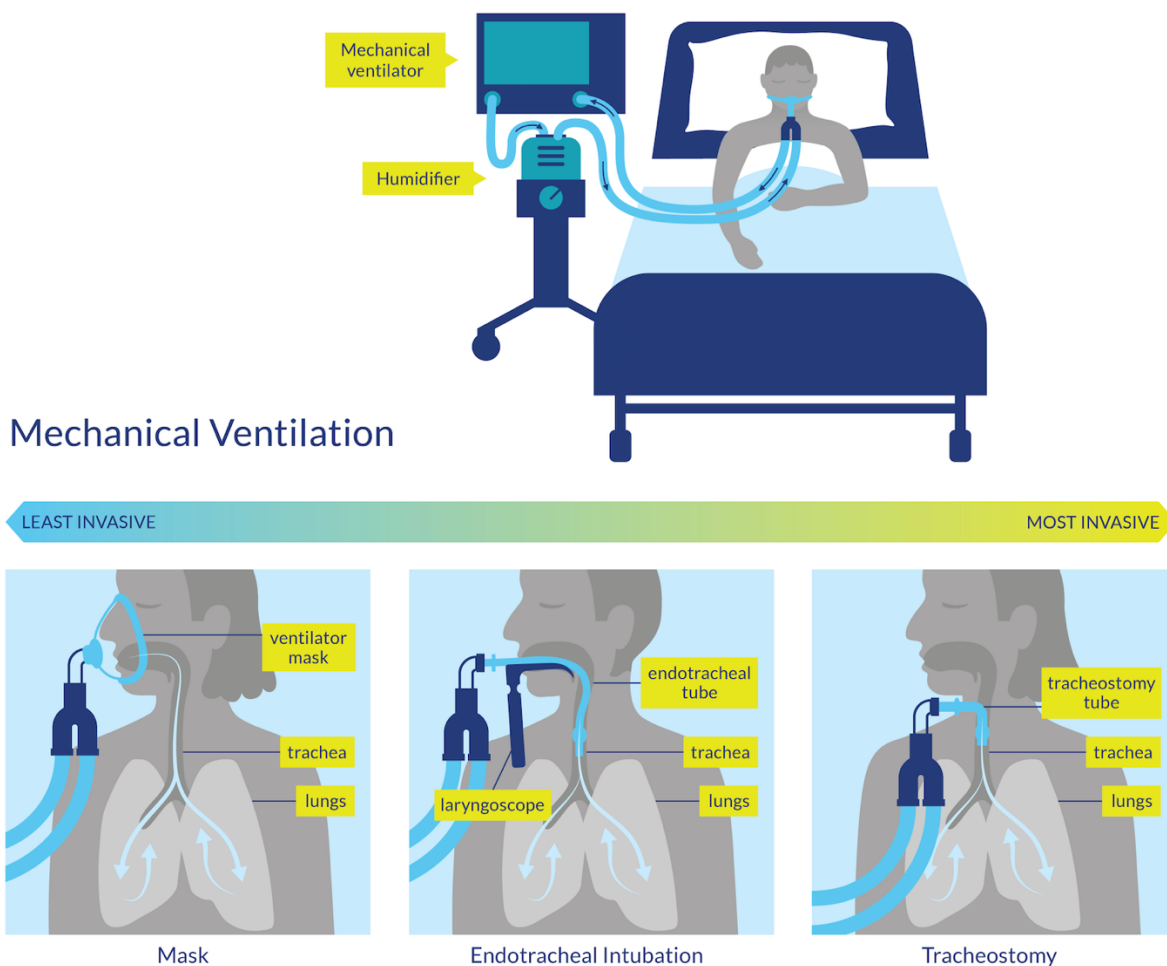 Mechanical
ventilator
Humidifier
Mechanical Ventilation
LEAST INVASIVE
MOST INVASIVE
ventilator
mask
trachea
lungs
Mask
endotracheal
tube
trachea
laryngoscope
lungs
Endotracheal Intubation
tracheostomy
tube
trachea
lungs
Tracheostomy